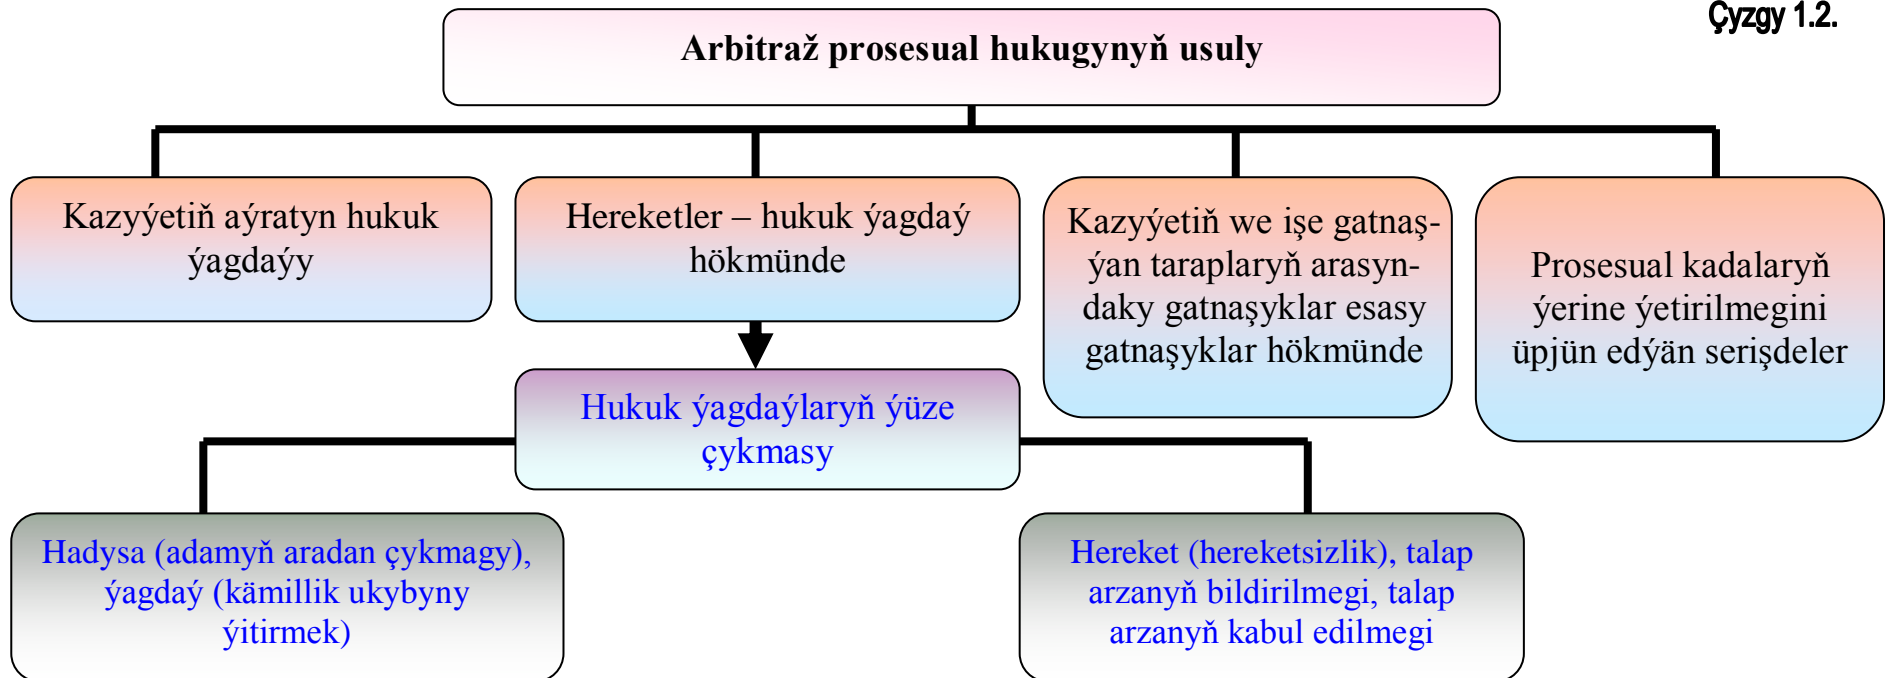 Çyzgy 1.2.
Arbitraž prosesual hukugynyň usuly
Kazyýetiň aýratyn hukuk
ýagdaýy
Hereketler – hukuk ýagdaý
hökmünde
Kazyýetiň we işe gatnaş-
ýan taraplaryň arasyn-
daky gatnaşyklar esasy
gatnaşyklar hökmünde
Prosesual kadalaryň
ýerine ýetirilmegini
üpjün edýän serişdeler
Hukuk ýagdaýlaryň ýüze
çykmasy
Hadysa (adamyň aradan çykmagy),
ýagdaý (kämillik ukybyny
ýitirmek)
Hereket (hereketsizlik), talap
arzanyň bildirilmegi, talap
arzanyň kabul edilmegi